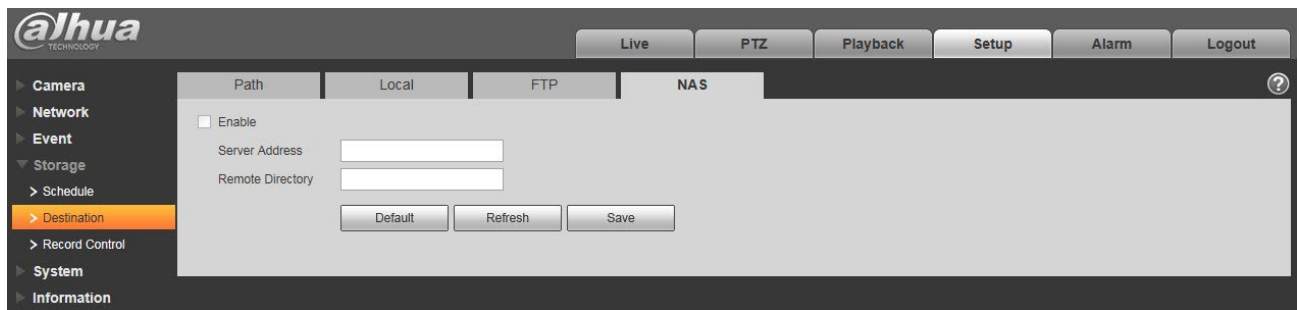 alhua
TECHNOLOGY
Live PTZ Playback Setup Alarm Logout
Camera
Network
Event
Storage
> Schedule
> Destination
> Record Control
System
Information
Path Local FTP NAS ?
Enable
Server Address
Remote Directory
Default Refresh Save